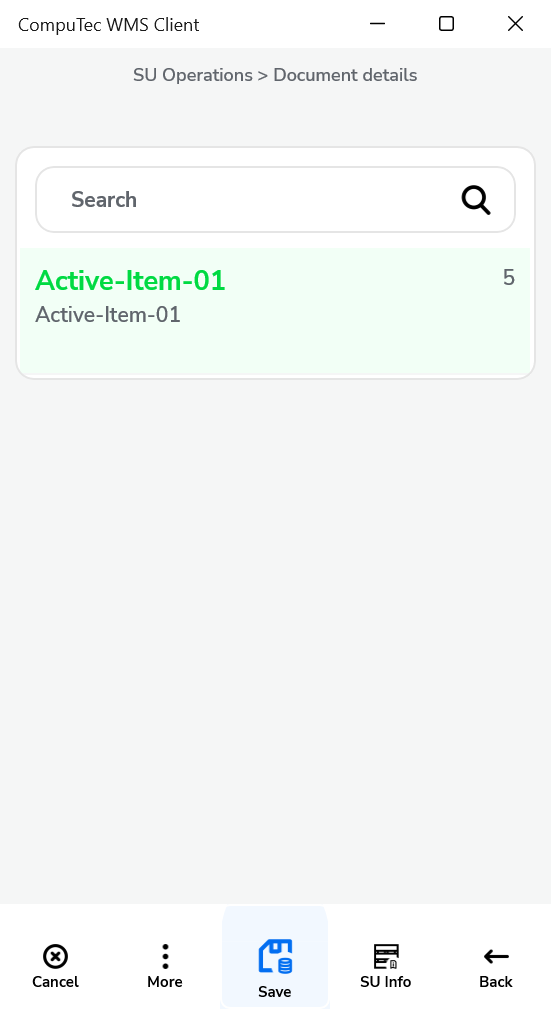 CompuTec WMS Client
SU Operations > Document details
Search
Active-Item-01 5
Active-Item-01
Cancel More Save SU Info Back